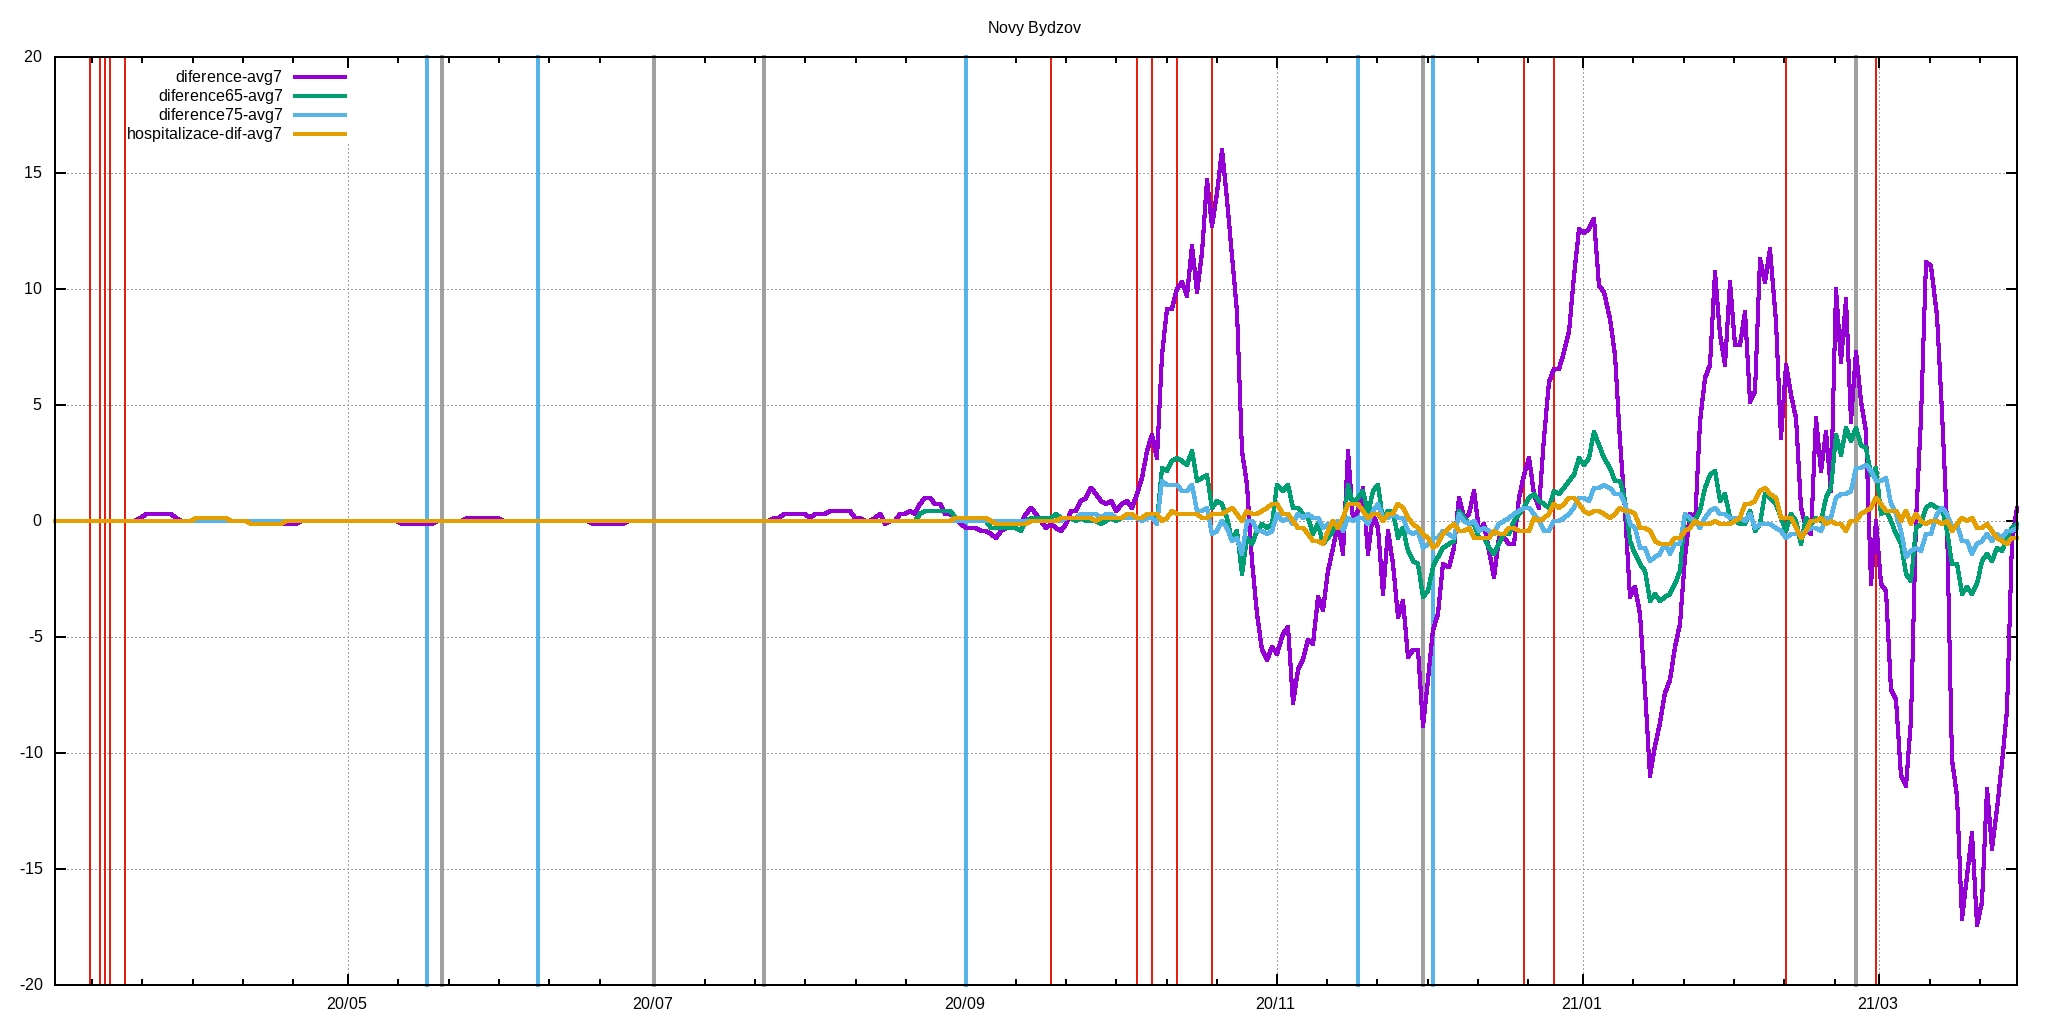 Novy Bydzov
20
diference-avg7
diference65-avg7
diference75-avg7
hospitalizace-dif-avg7
15
10
5
0
-5
-10
-15
-20
20/05 20/07 20/09 20/11 21/01 21/03